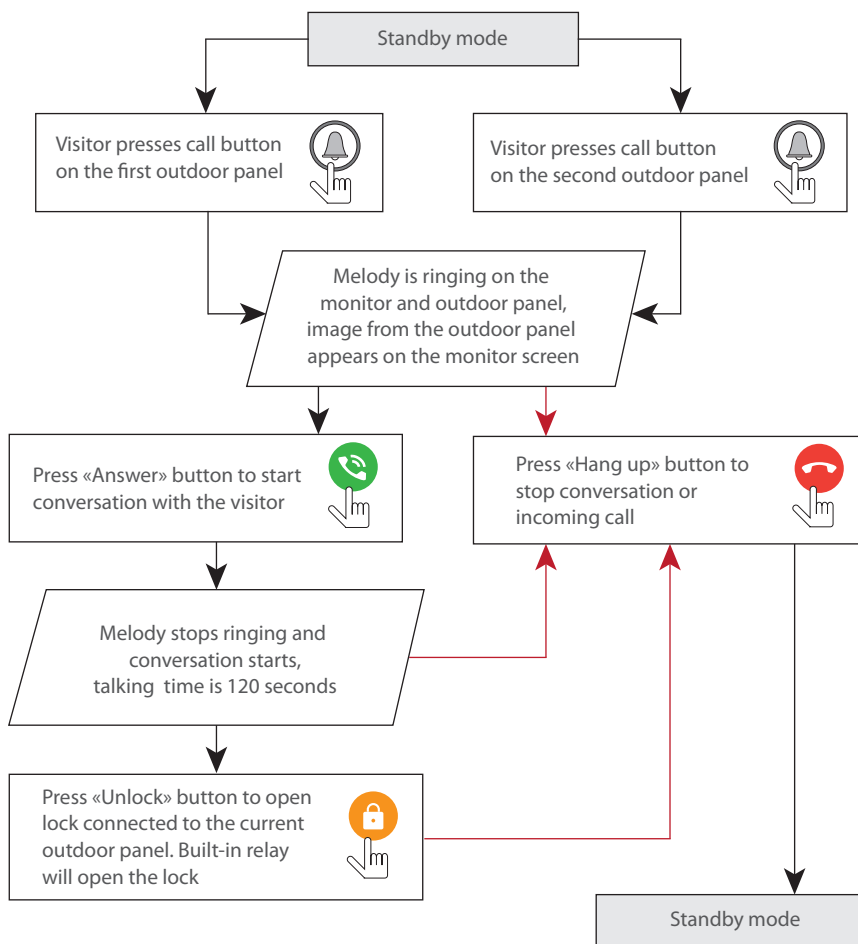 Standby mode
Visitor presses call button
on the first outdoor panel
Visitor presses call button
on the second outdoor panel
Melody is ringing on the
monitor and outdoor panel,
image from the outdoor panel
appears on the monitor screen
Press «Answer» button to start
conversation with the visitor
Press «Hang up» button to
stop conversation or
incoming call
Melody stops ringing and
conversation starts,
talking time is 120 seconds
Press «Unlock» button to open
lock connected to the current
outdoor panel. Built-in relay
will open the lock
Standby mode